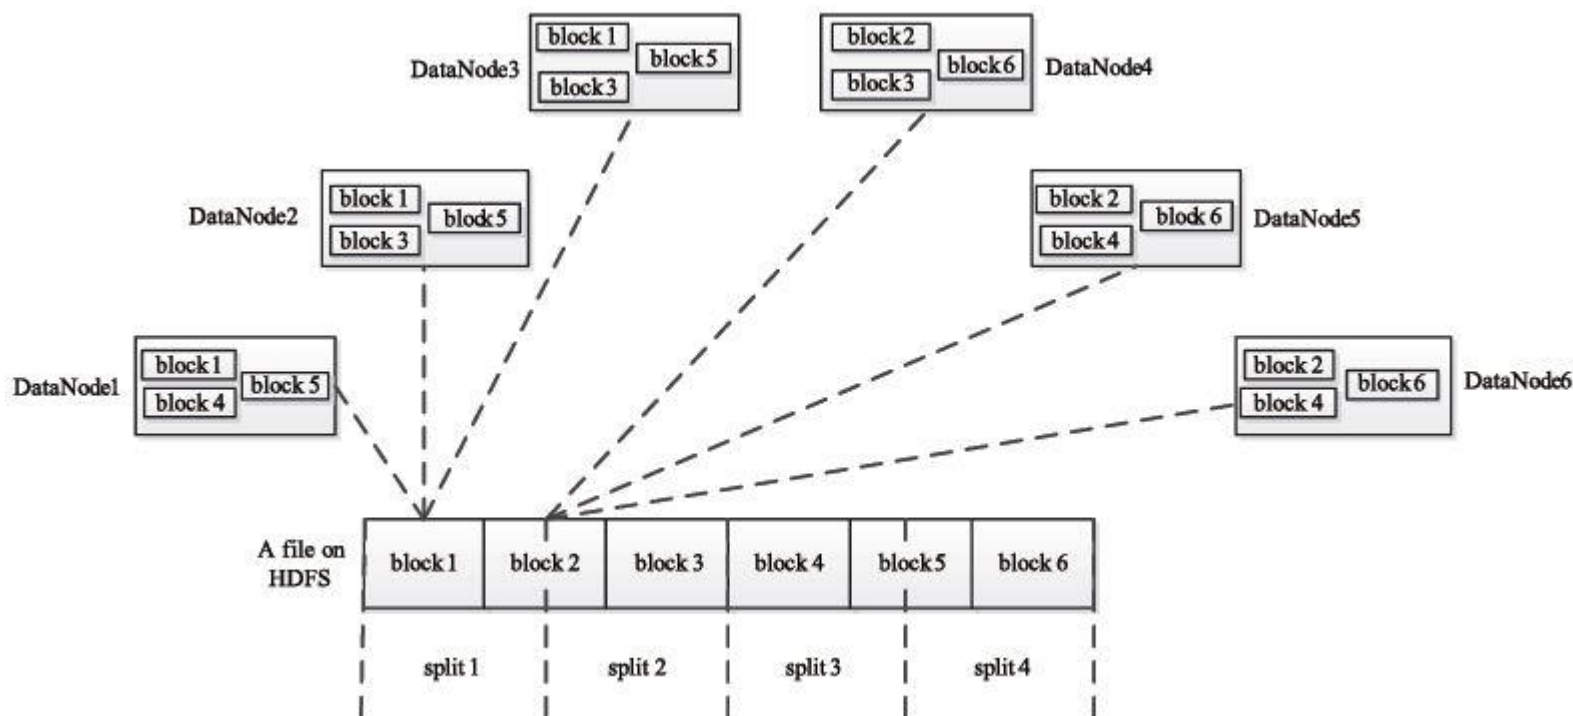 block 1
block 5
block 3
DataNode3
block2
block 6
block 3
DataNode4
block 1
block 5
block 3
DataNode2
block 2
block 6
block 4
DataNode5
block 1
block 5
block 4
DataNode1
block 2
block 6
block 4
DataNode6
A file on
HDFS
block 1
block 2
block 3
block 4
block 5
block 6
split 1
split 2
split 3
split 4